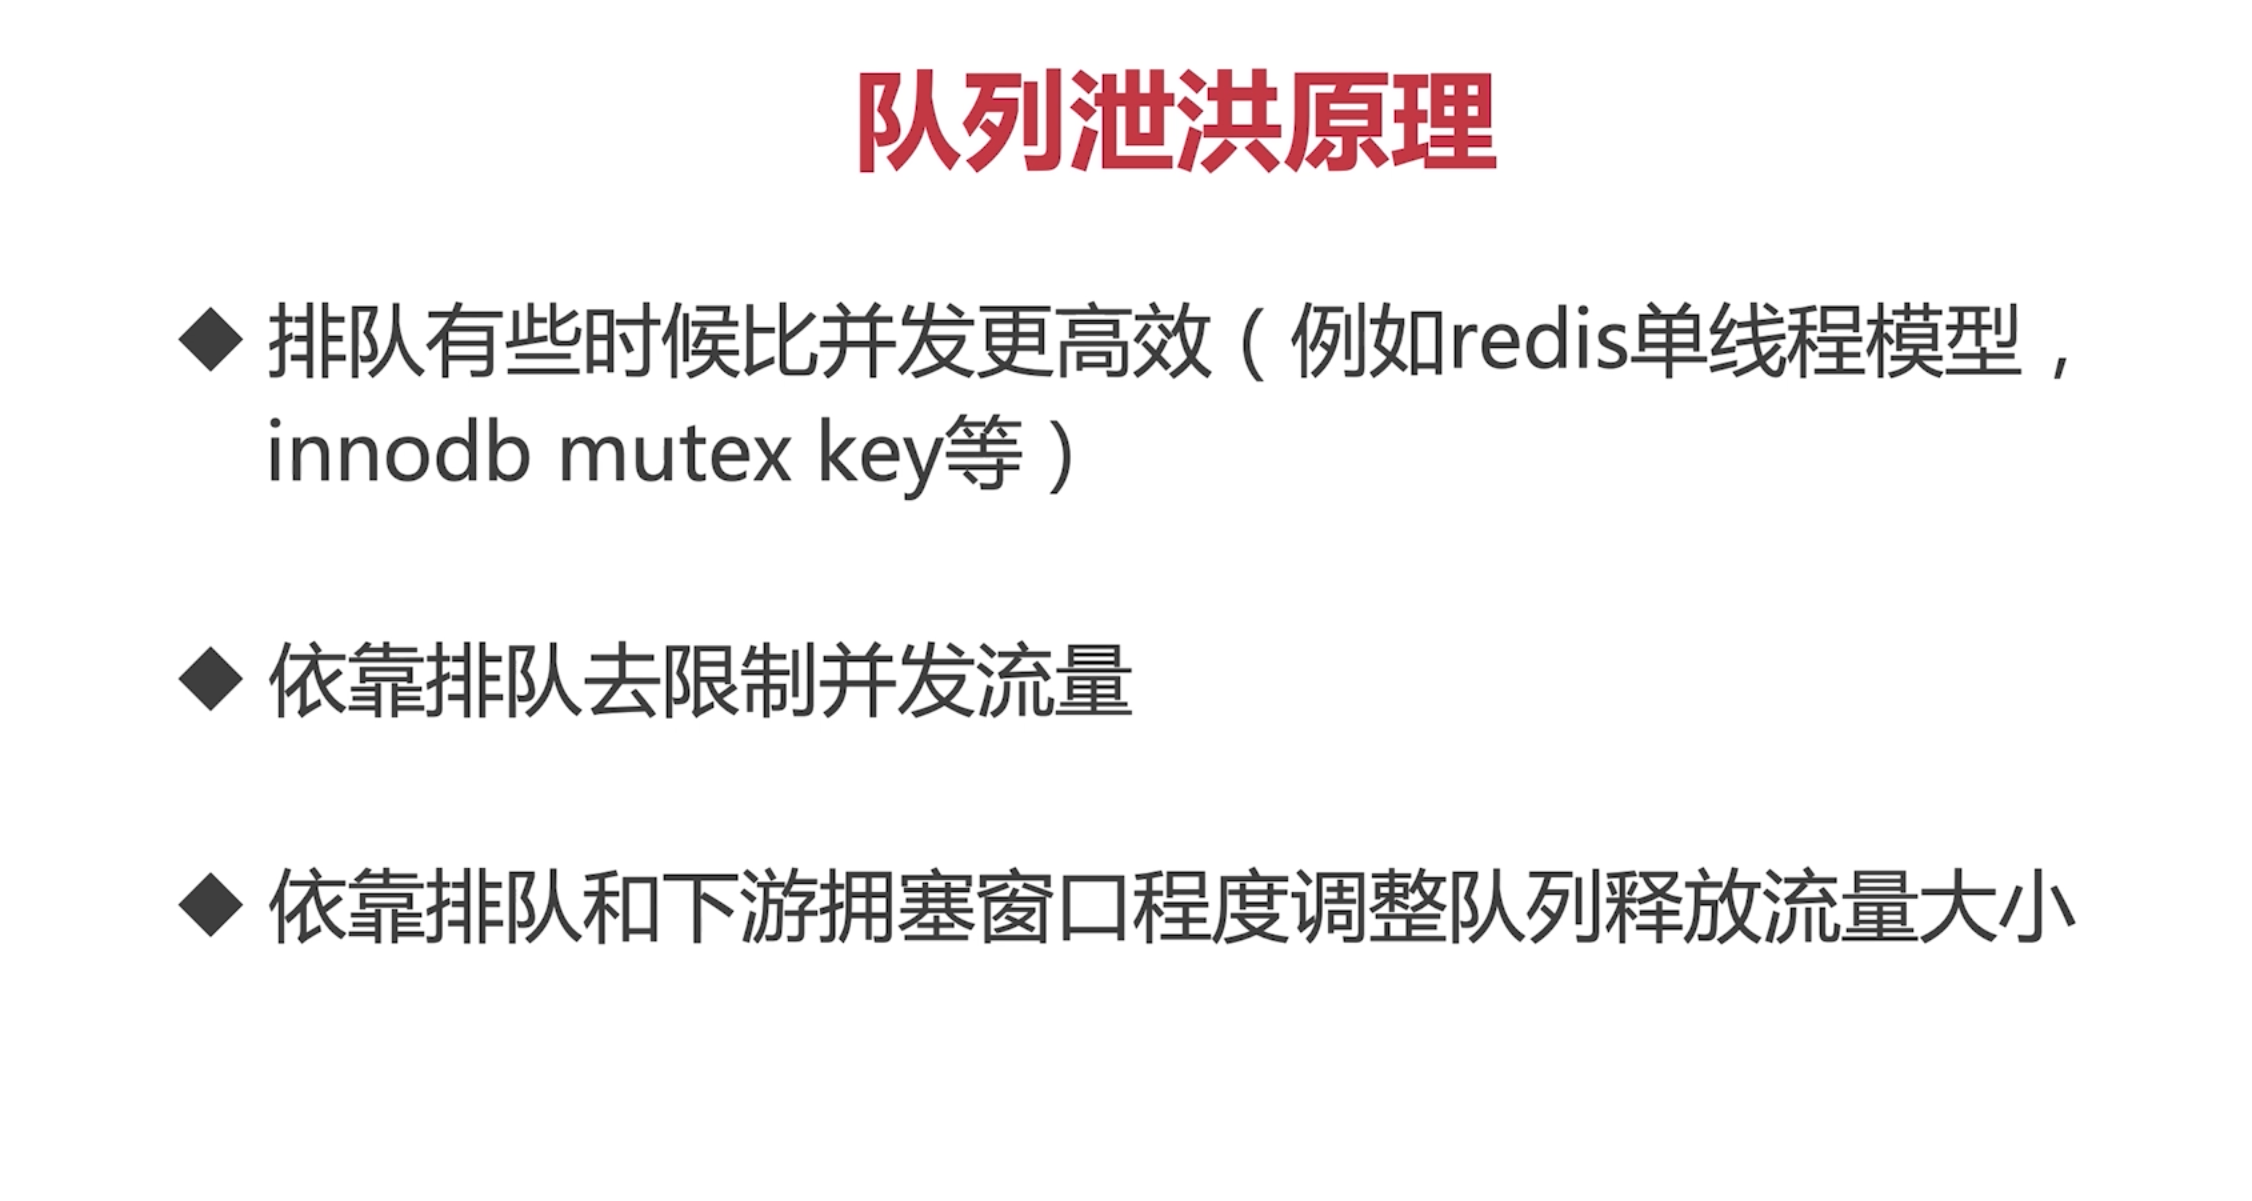 队列泄洪原理
◆ 排队有些时候比并发更高效（例如redis单线程模型，
innodb mutex key等）
◆ 依靠排队去限制并发流量
◆ 依靠排队和下游拥塞窗口程度调整队列释放流量大小